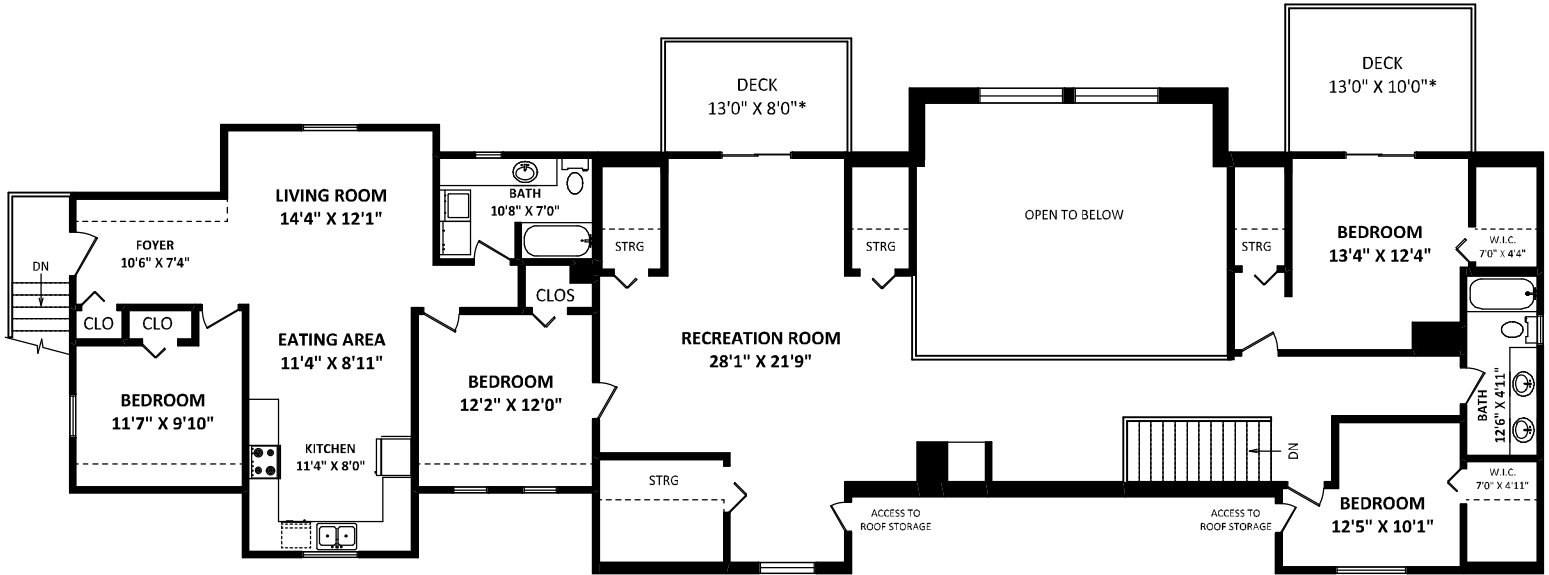 DECK
13'0" X 8'0"*
DECK
13'0" X 10'0"*
LIVING ROOM
14'4" X 12'1"
BATH
10'8" X 7'0"
FOYER
10'6" X 7'4"
DN
STRG
STRG
OPEN TO BELOW
STRG
BEDROOM
13'4" X 12'4"
W.I.C.
7'0" X 4'4"
CLO
CLO
CLOS
EATING AREA
11'4" X 8'11"
RECREATION ROOM
28'1" X 21'9"
BEDROOM
11'7" X 9'10"
BEDROOM
12'2" X 12'0"
BATH
12'6" X 4'11"
KITCHEN
11'4" X 8'0"
STRG
DN
W.I.C.
7'0" X 4'11"
ACCESS TO
ROOF STORAGE
ACCESS TO
ROOF STORAGE
BEDROOM
12'5" X 10'1"